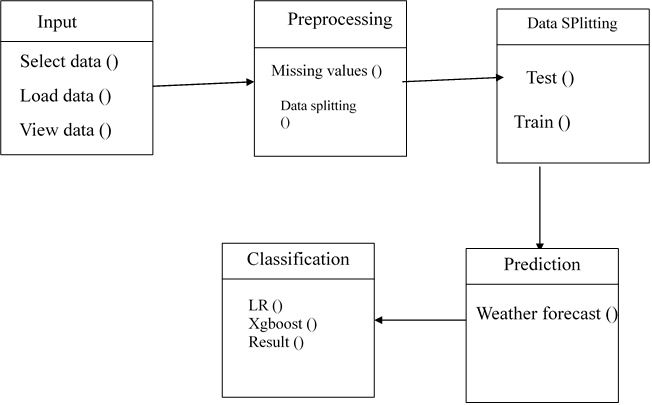 Input
Select data ()
Load data ()
View data ()
Preprocessing
Missing values ()
Data splitting
()
Data SPlitting
Test ()
Train ()
Prediction
Weather forecast ()
Classification
LR ()
Xgboost ()
Result ()